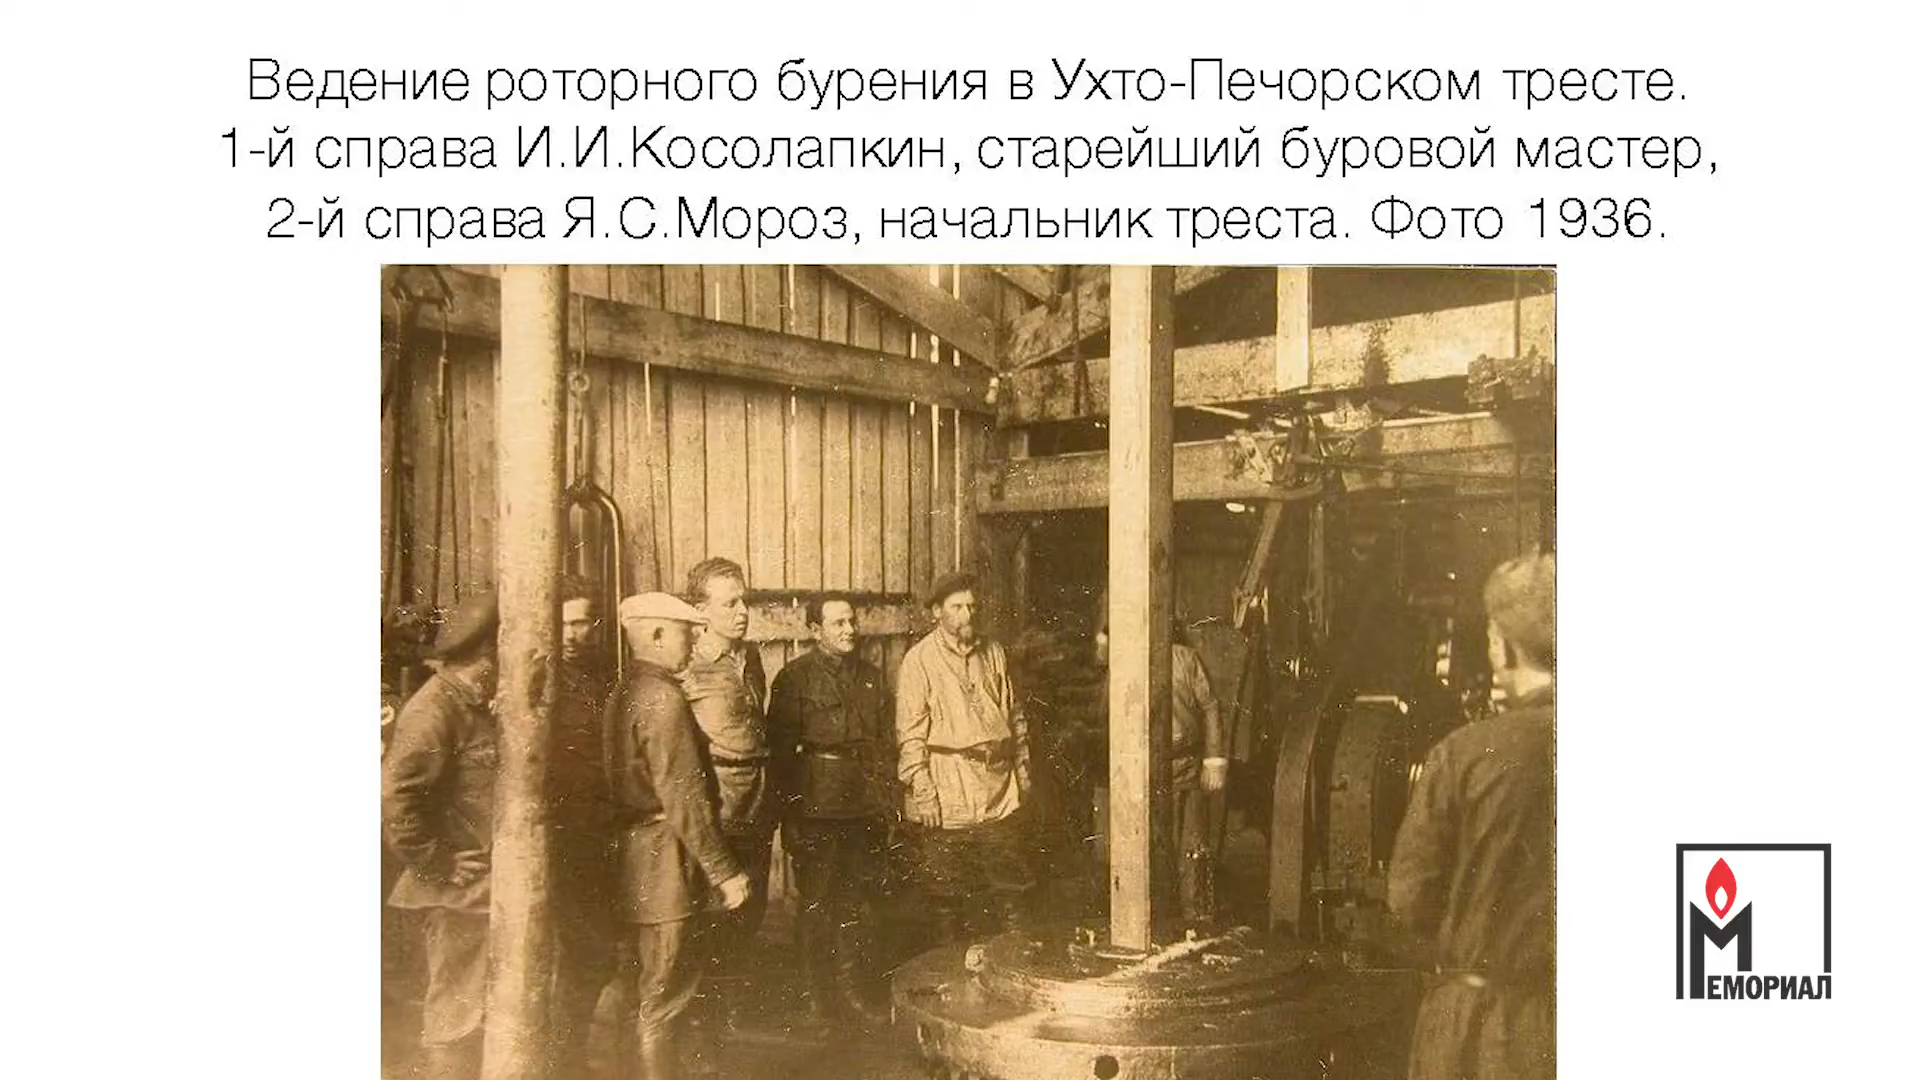 Ведение роторного бурения в Ухто-Печорском тресте.
1-й справа И.И.Косолапкин, старейший буровой мастер,
2-й справа Я.С.Мороз, начальник треста. Фото 1936.
МЕМОРИАЛ